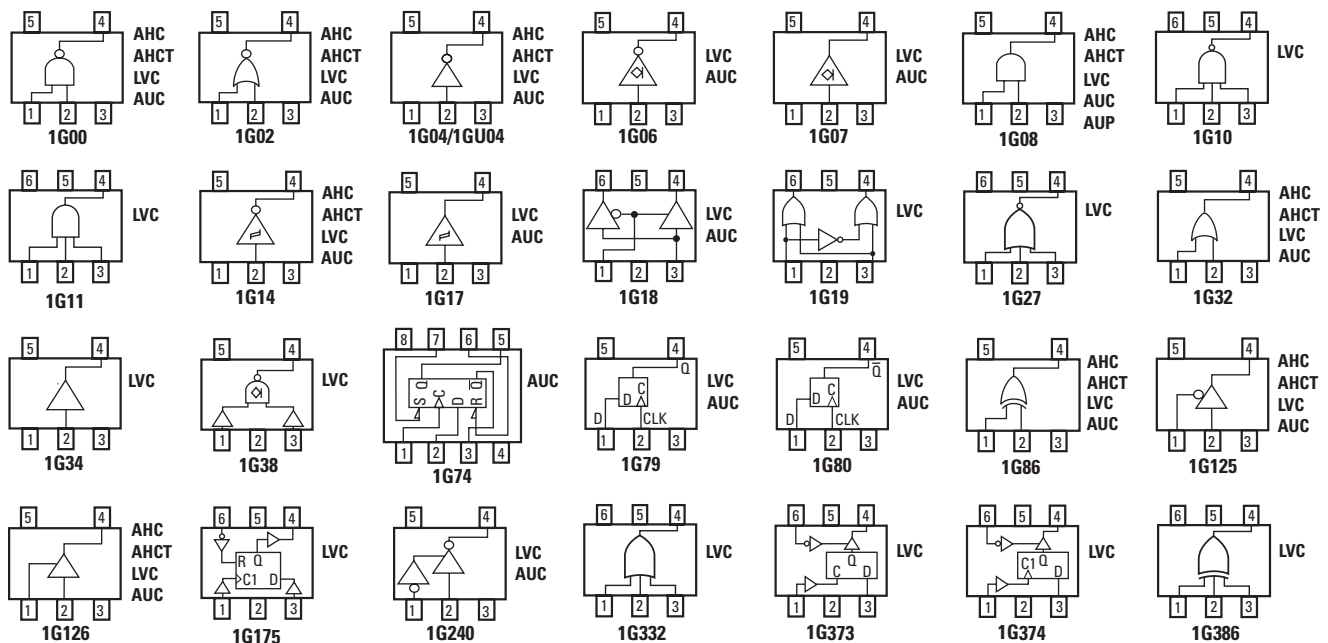 5 4
AHC
AHCT
LVC
AUC
1 2 3
1G00
5 4
AHC
AHCT
LVC
AUC
1 2 3
1G02
5 4
AHC
AHCT
LVC
AUC
1 2 3
1G04/1GU04
5 4
LVC
AUC
1 2 3
1G06
5 4
LVC
AUC
1 2 3
1G07
5 4
AHC
AHCT
LVC
AUC
AUP
1 2 3
1G08
6 5 4
LVC
1 2 3
1G10
6 5 4
LVC
1 2 3
1G11
5 4
AHC
AHCT
LVC
AUC
1 2 3
1G14
5 4
LVC
AUC
1 2 3
1G17
6 5 4
LVC
AUC
1 2 3
1G18
6 5 4
LVC
1 2 3
1G19
6 5 4
LVC
1 2 3
1G27
5 4
AHC
AHCT
LVC
AUC
1 2 3
1G32
5 4
LVC
1 2 3
1G34
5 4
LVC
1 2 3
1G38
8 7 6 5
AUC
Q Q̅
S C D R
1 2 3 4
1G74
5 4
Q
LVC
AUC
C
D
D CLK
1 2 3
1G79
5 4
Q̅
LVC
AUC
C
D
D CLK
1 2 3
1G80
5 4
AHC
AHCT
LVC
AUC
1 2 3
1G86
5 4
AHC
AHCT
LVC
AUC
1 2 3
1G125
5 4
AHC
AHCT
LVC
AUC
1 2 3
1G126
6 5 4
LVC
R Q
C1 D
1 2 3
1G175
5 4
LVC
AUC
1 2 3
1G240
6 5 4
LVC
1 2 3
1G332
6 5 4
LVC
Q
C D
1 2 3
1G373
6 5 4
LVC
C1 Q
D
1 2 3
1G374
6 5 4
LVC
1 2 3
1G386